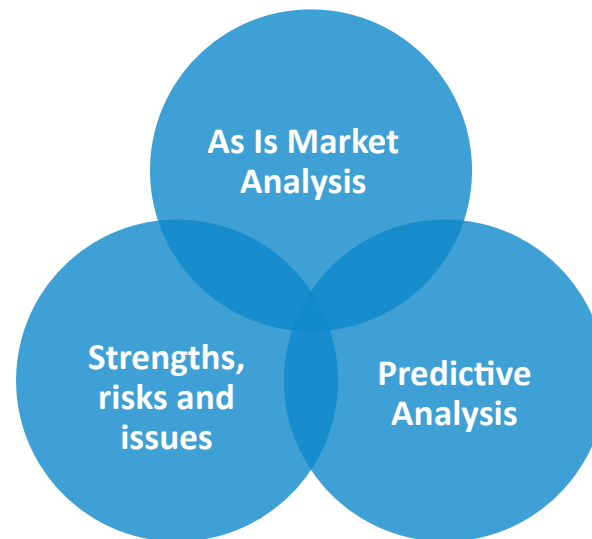 As Is Market
Analysis
Strengths,
risks and
issues
Predictive
Analysis